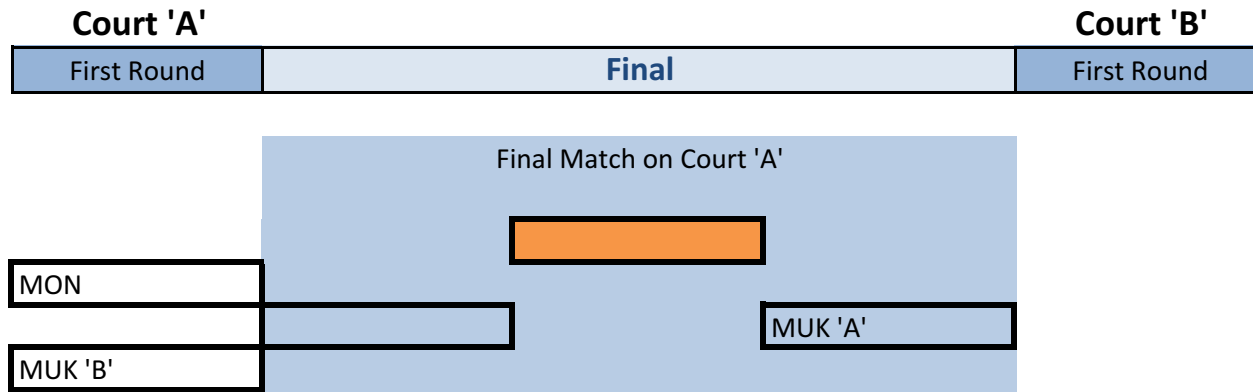 Court 'A' Court 'B'
First Round Final First Round
Final Match on Court 'A'
MON
MUK 'A'
MUK 'B'